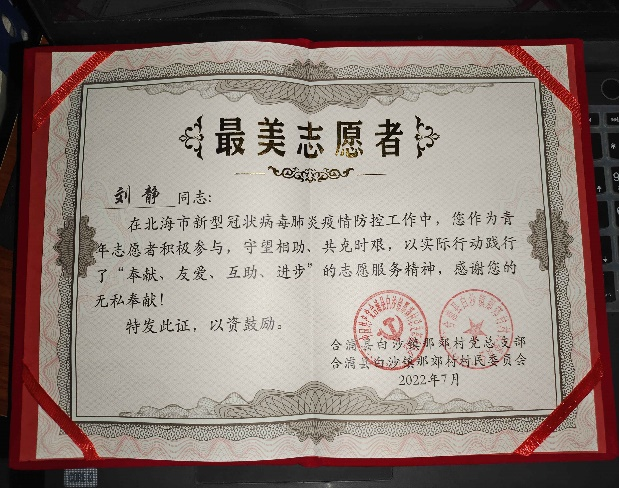 最美志愿者
刘静 同志:
在北海市新型冠状病毒肺炎疫情防控工作中，您作为青
年志愿者积极参与，守望相助、共克时艰，以实际行动践行
了“奉献、友爱、互助、进步”的志愿服务精神，感谢您的
无私奉献!
特发此证，以资鼓励。
合浦县白沙镇那郊村党总支部
合浦县白沙镇那郊村村民委员会
2022年7月